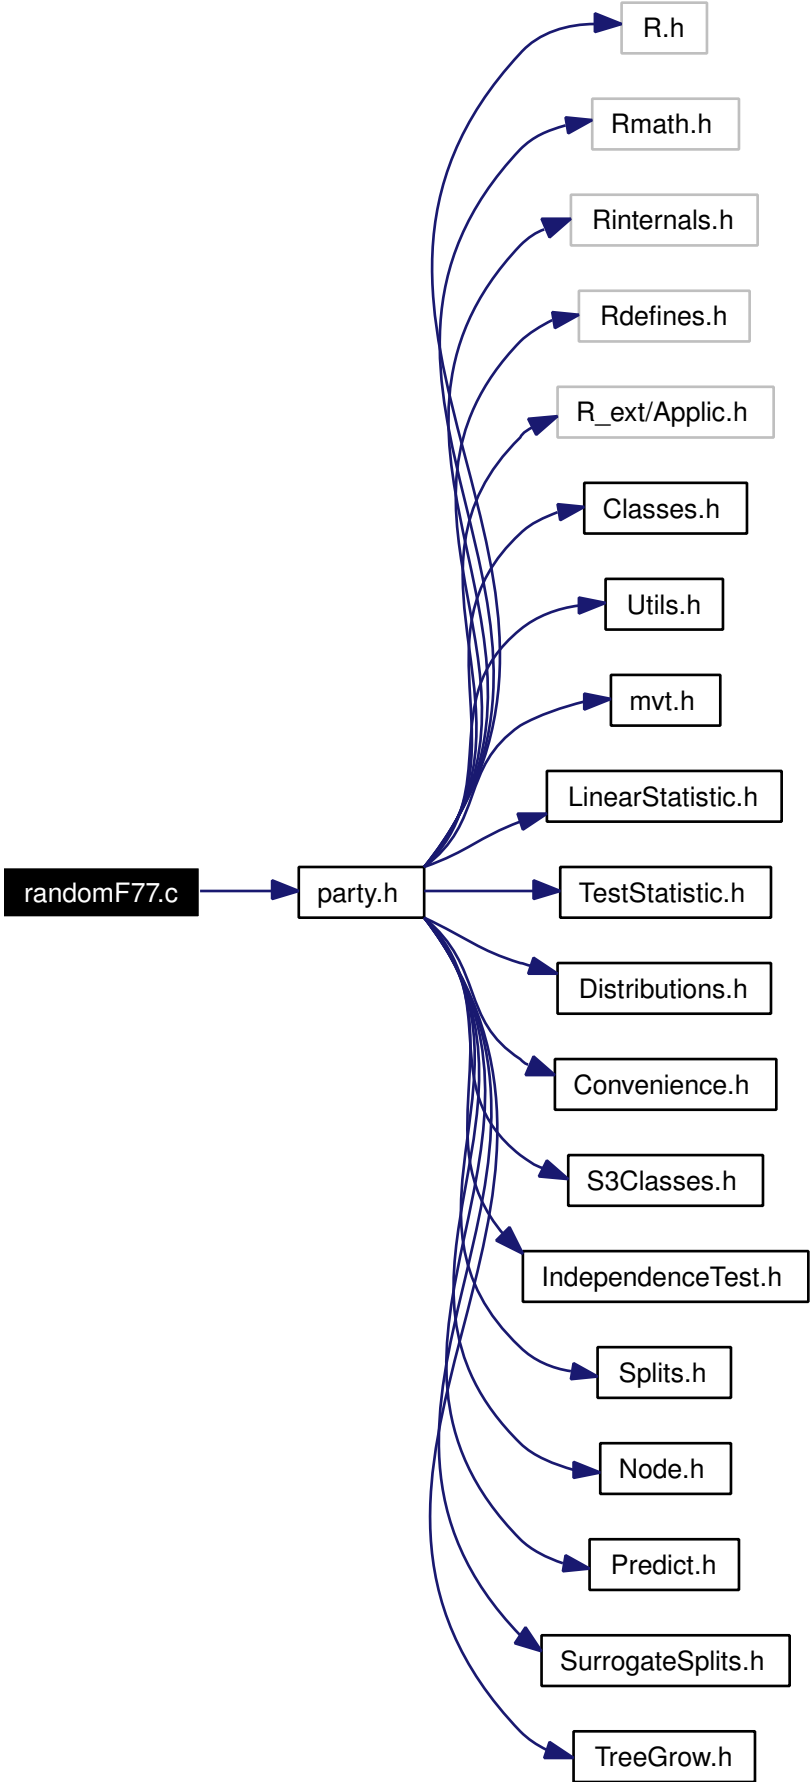 R.h
Rmath.h
Rinternals.h
Rdefines.h
R_ext/Applic.h
Classes.h
Utils.h
mvt.h
LinearStatistic.h
randomF77.c
party.h
TestStatistic.h
Distributions.h
Convenience.h
S3Classes.h
IndependenceTest.h
Splits.h
Node.h
Predict.h
SurrogateSplits.h
TreeGrow.h